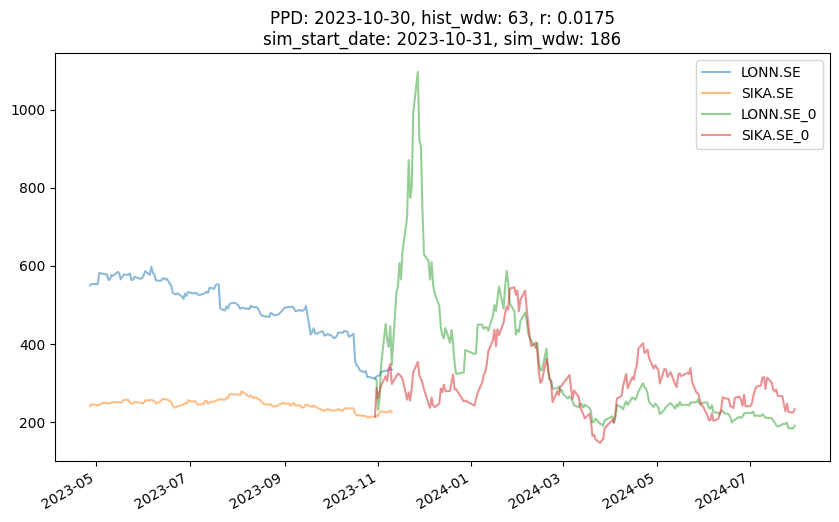 PPD: 2023-10-30, hist_wdw: 63, r: 0.0175
sim_start_date: 2023-10-31, sim_wdw: 186
LONN.SE
SIKA.SE
LONN.SE_0
SIKA.SE_0
1000
800
600
400
200
2023-05
2023-07
2023-09
2023-11
2024-01
2024-03
2024-05
2024-07